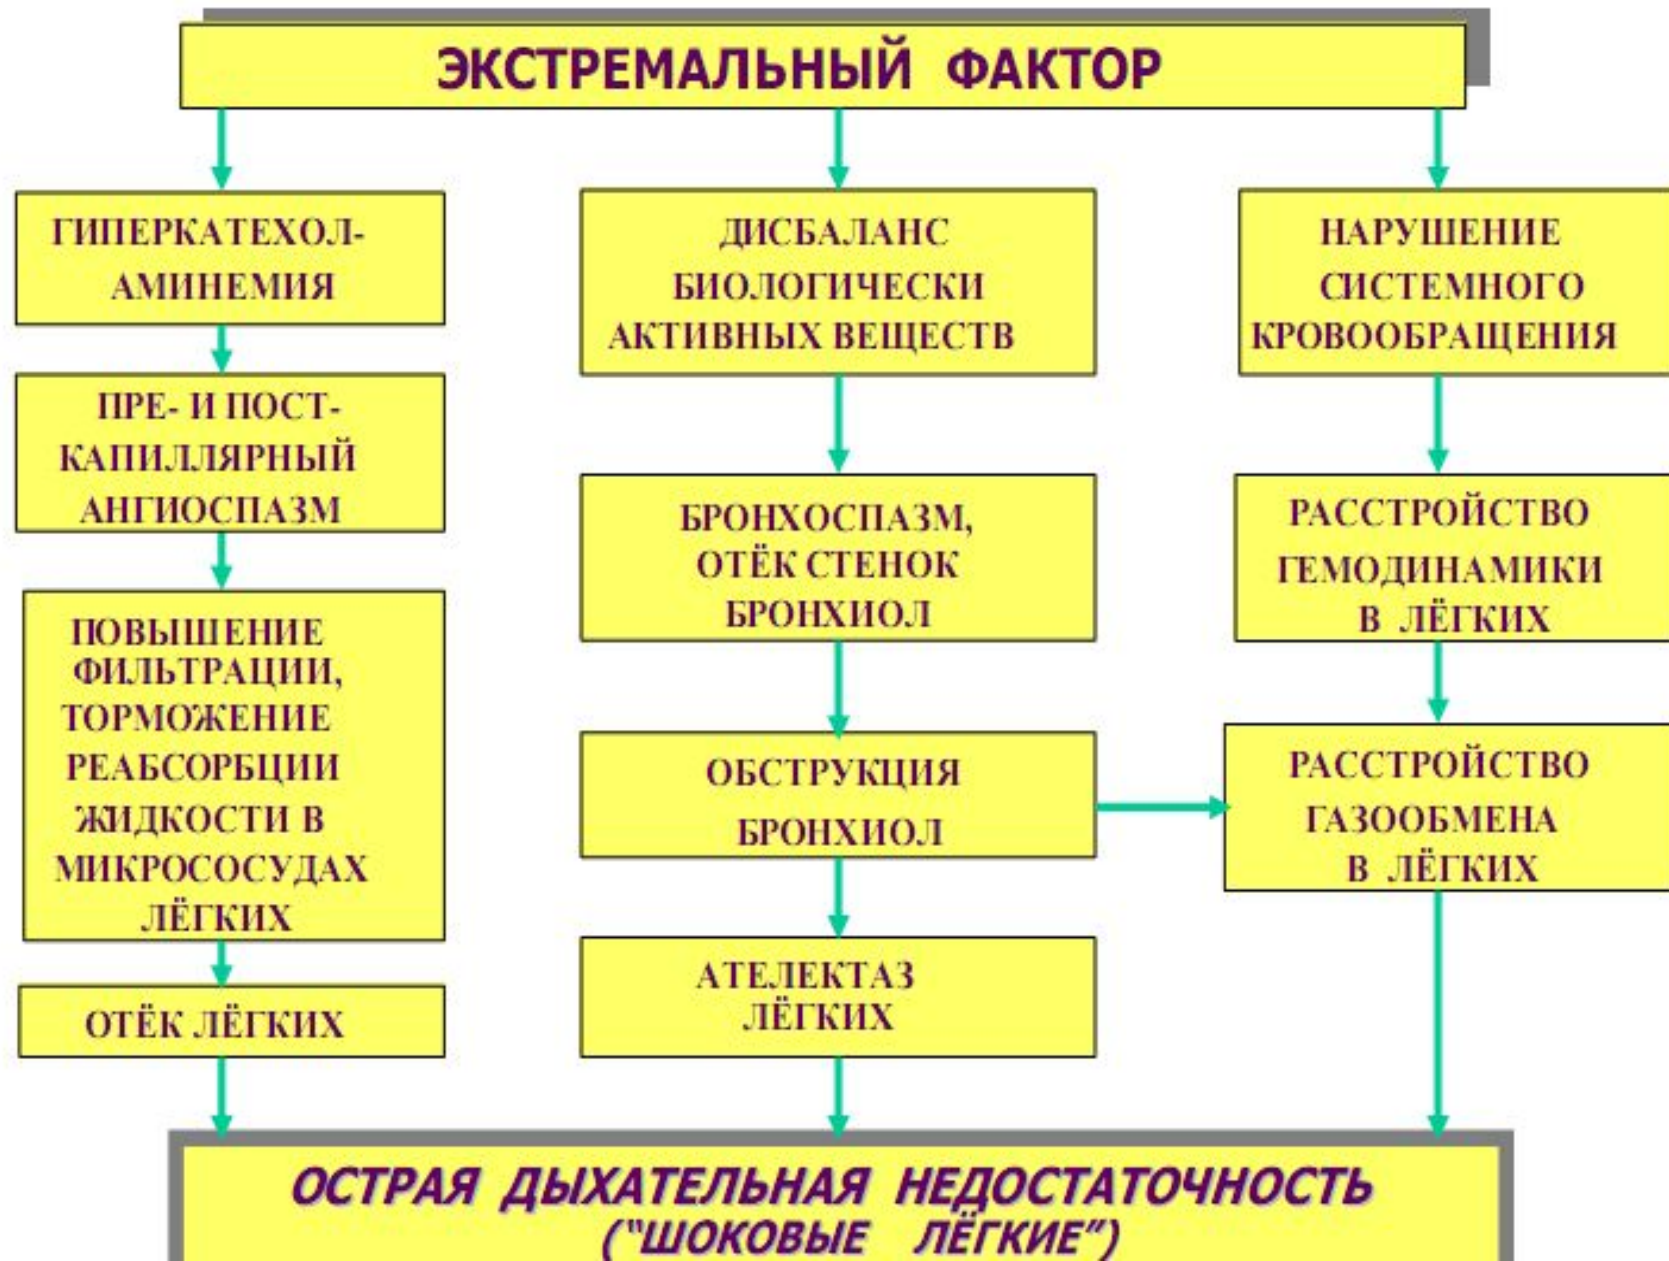 ЭКСТРЕМАЛЬНЫЙ ФАКТОР
ГИПЕРКАТЕХОЛ-
АМИНЕМИЯ
ПРЕ- И ПОСТ-
КАПИЛЛЯРНЫЙ
АНГИОСПАЗМ
ПОВЫШЕНИЕ
ФИЛЬТРАЦИИ,
ТОРМОЖЕНИЕ
РЕАБСОРБЦИИ
ЖИДКОСТИ В
МИКРОСОСУДАХ
ЛЁГКИХ
ОТЁК ЛЁГКИХ
ДИСБАЛАНС
БИОЛОГИЧЕСКИ
АКТИВНЫХ ВЕЩЕСТВ
БРОНХОСПАЗМ,
ОТЁК СТЕНОК
БРОНХИОЛ
ОБСТРУКЦИЯ
БРОНХИОЛ
АТЕЛЕКТАЗ
ЛЁГКИХ
НАРУШЕНИЕ
СИСТЕМНОГО
КРОВООБРАЩЕНИЯ
РАССТРОЙСТВО
ГЕМОДИНАМИКИ
В ЛЁГКИХ
РАССТРОЙСТВО
ГАЗООБМЕНА
В ЛЁГКИХ
ОСТРАЯ ДЫХАТЕЛЬНАЯ НЕДОСТАТОЧНОСТЬ
("ШОКОВЫЕ ЛЁГКИЕ")